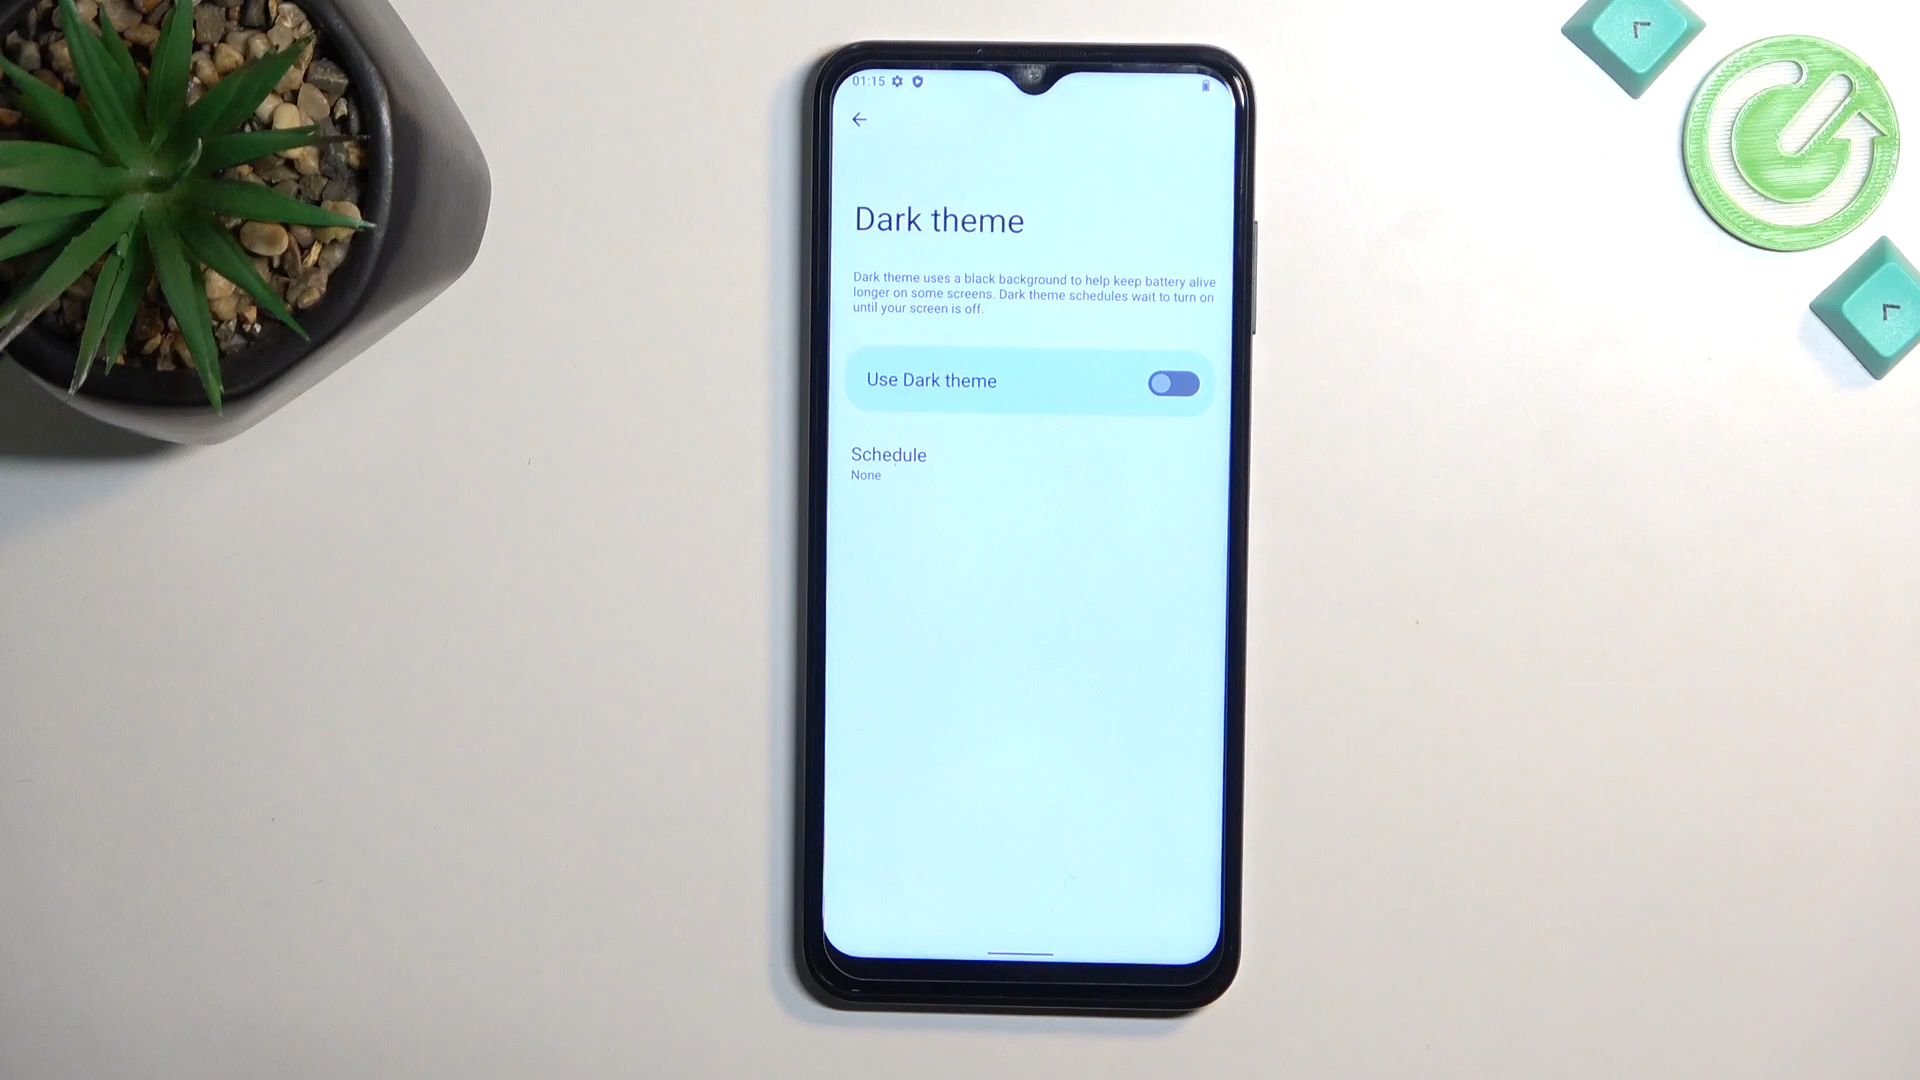 01:15
Dark theme
Dark theme uses a black background to help keep battery alive
longer on some screens. Dark theme schedules wait to turn on
until your screen is off.
Use Dark theme
Schedule
None